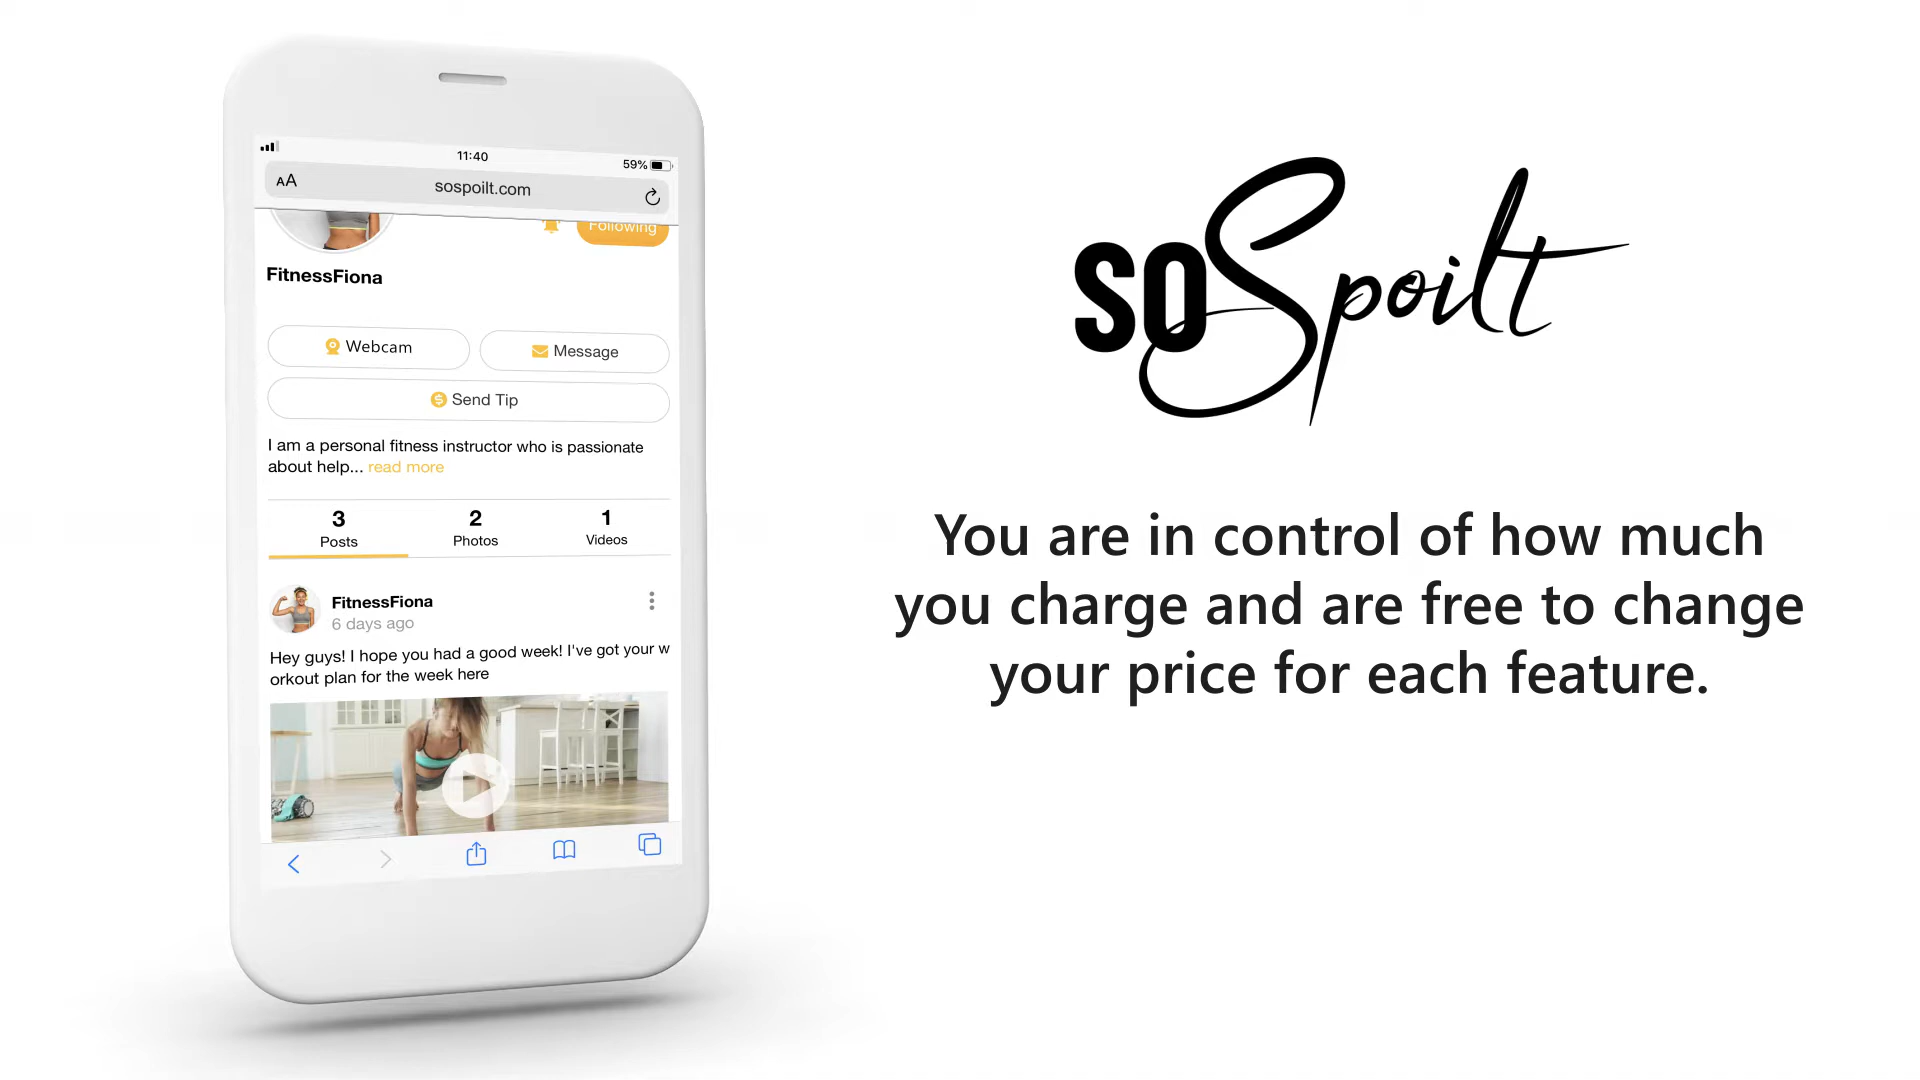 11:40
59%
AA
sospoilt.com
Following
FitnessFiona
Webcam
Message
Send Tip
I am a personal fitness instructor who is passionate
about help... read more
3
Posts
2
Photos
1
Videos
FitnessFiona
6 days ago
Hey guys! I hope you had a good week! I've got your w
orkout plan for the week here
SO Spoilt
You are in control of how much
you charge and are free to change
your price for each feature.